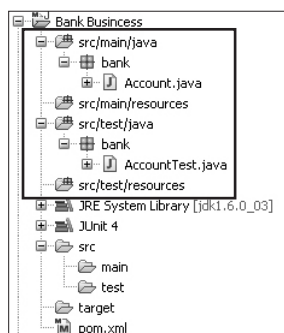 Bank Busincess
src/main/java
bank
Account.java
src/main/resources
src/test/java
bank
AccountTest.java
src/test/resources
JRE System Library [jdk1.6.0_03]
JUnit 4
src
main
test
target
pom.xml